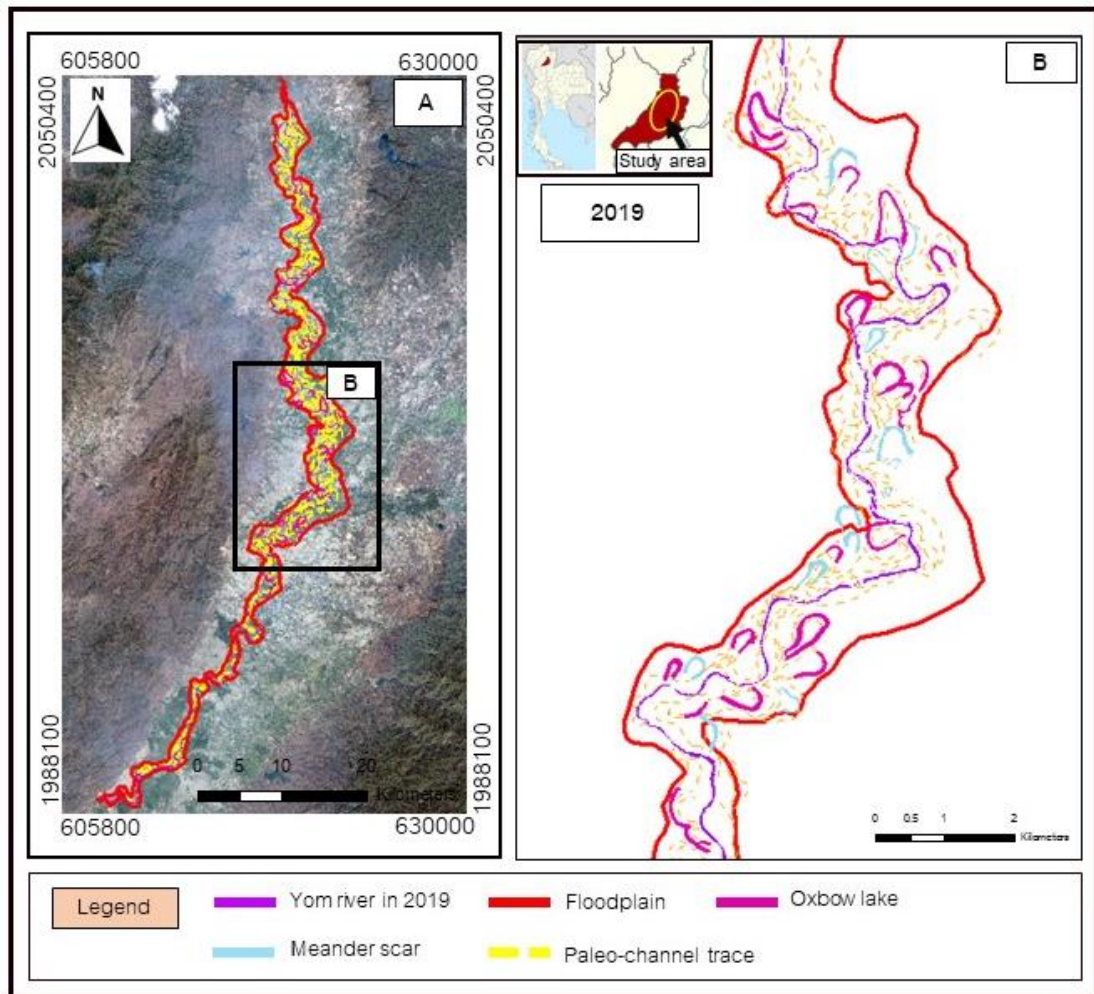 605800
630000
N
A
2050400
2050400
B
1988100
1988100
0 5 10 20
Kilometers
605800
630000
B
Study area
2019
0 0.5 1 2
Kilometers
Legend
Yom river in 2019
Floodplain
Oxbow lake
Meander scar
Paleo-channel trace